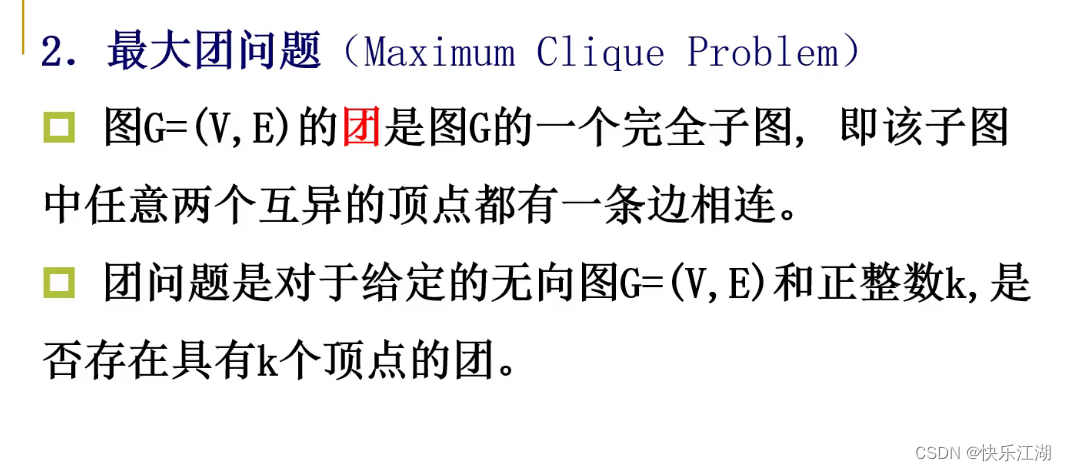 2. 最大团问题（Maximum Clique Problem）
图G=(V,E)的团是图G的一个完全子图, 即该子图
中任意两个互异的顶点都有一条边相连。
团问题是对于给定的无向图G=(V,E)和正整数k,是
否存在具有k个顶点的团。
CSDN @快乐江湖